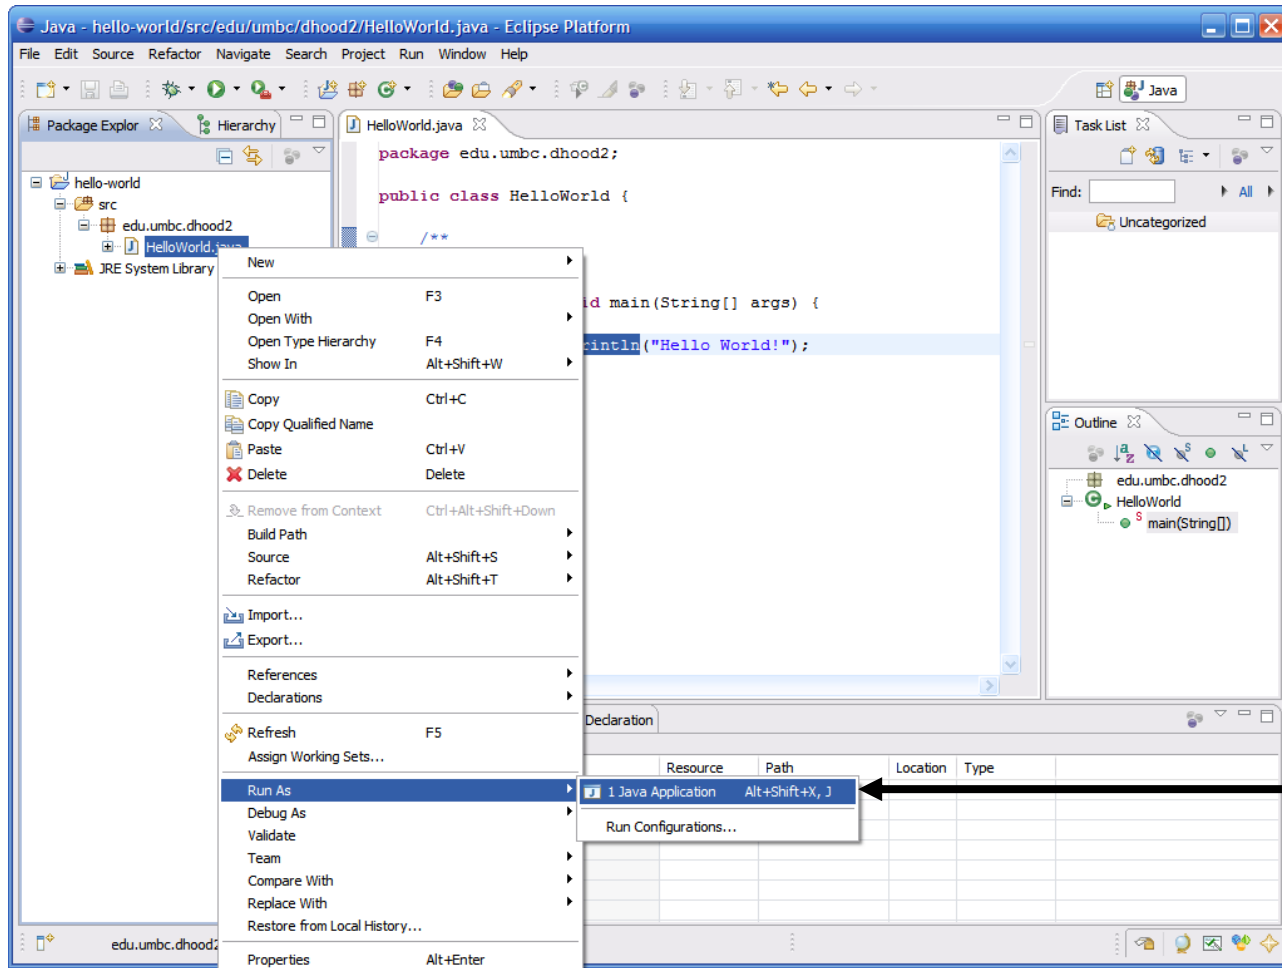 Java - hello-world/src/edu/umbc/dhood2/HelloWorld.java - Eclipse Platform
File Edit Source Refactor Navigate Search Project Run Window Help
Java
Package Explor Hierarchy
hello-world
src
edu.umbc.dhood2
HelloWorld.java
JRE System Library
HelloWorld.java
package edu.umbc.dhood2;
public class HelloWorld {
/**
id main(String[] args) {
rintln("Hello World!");
Task List
Find: All
Uncategorized
Outline
edu.umbc.dhood2
HelloWorld
S main(String[])
New
Open F3
Open With
Open Type Hierarchy F4
Show In Alt+Shift+W
Copy Ctrl+C
Copy Qualified Name
Paste Ctrl+V
Delete Delete
Remove from Context Ctrl+Alt+Shift+Down
Build Path
Source Alt+Shift+S
Refactor Alt+Shift+T
Import...
Export...
References
Declarations
Refresh F5
Assign Working Sets...
Run As
Debug As
Validate
Team
Compare With
Replace With
Restore from Local History...
Properties Alt+Enter
1 Java Application Alt+Shift+X, J
Run Configurations...
Declaration
Resource Path Location Type
edu.umbc.dhood2